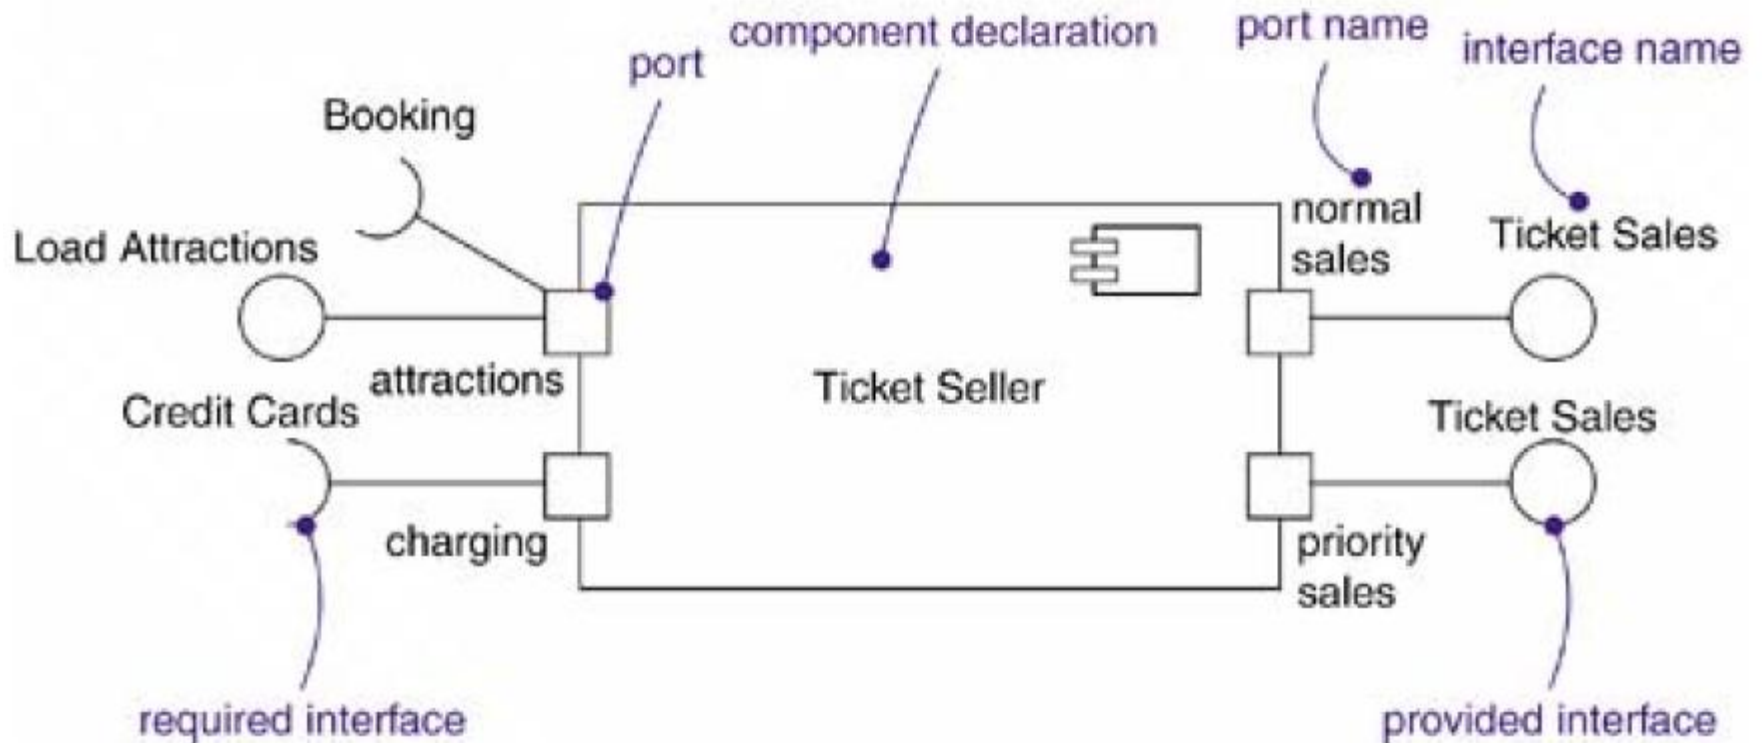 component declaration
port name
interface name
port
Booking
normal
sales
Ticket Sales
Load Attractions
attractions
Ticket Seller
Credit Cards
Ticket Sales
charging
priority
sales
required interface
provided interface